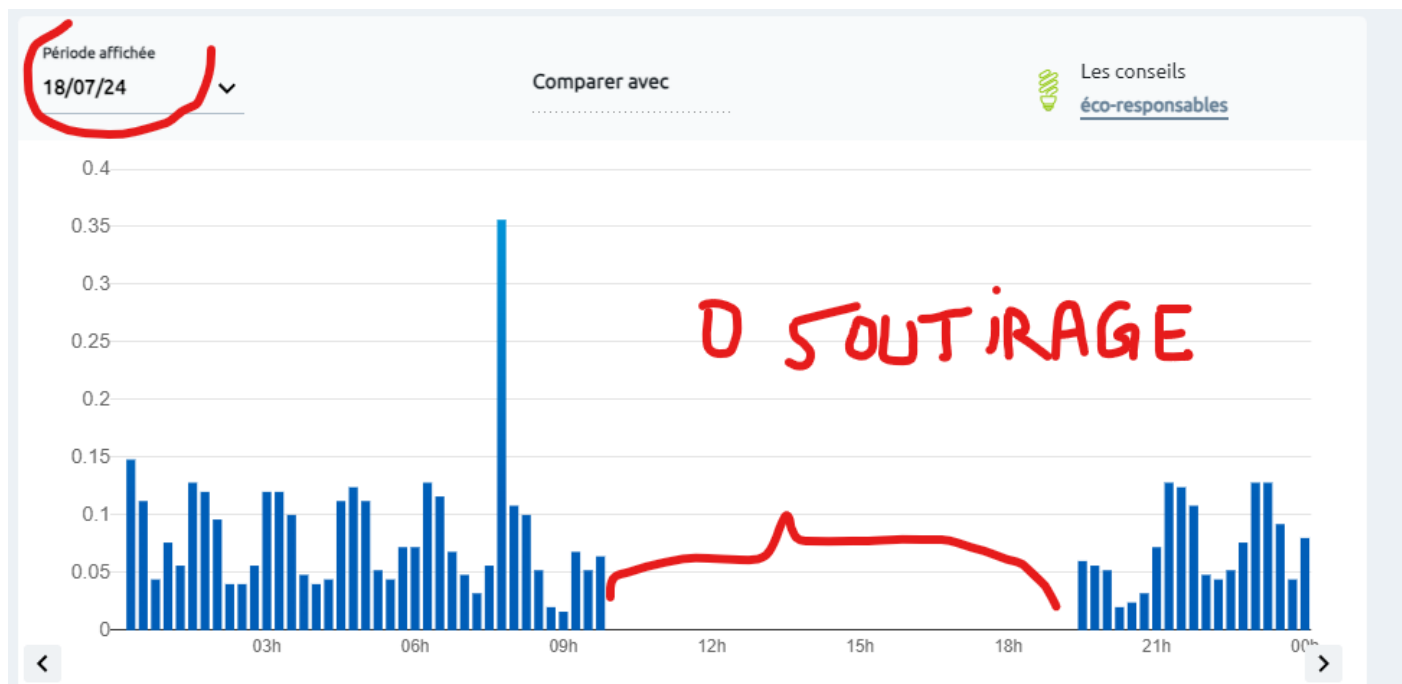 Période affichée
18/07/24
Comparer avec
Les conseils
éco-responsables
0.4
0.35
0.3
0.25
0.2
0.15
0.1
0.05
0
0 SOUTiRAGE
03h
06h
09h
12h
15h
18h
21h
00h